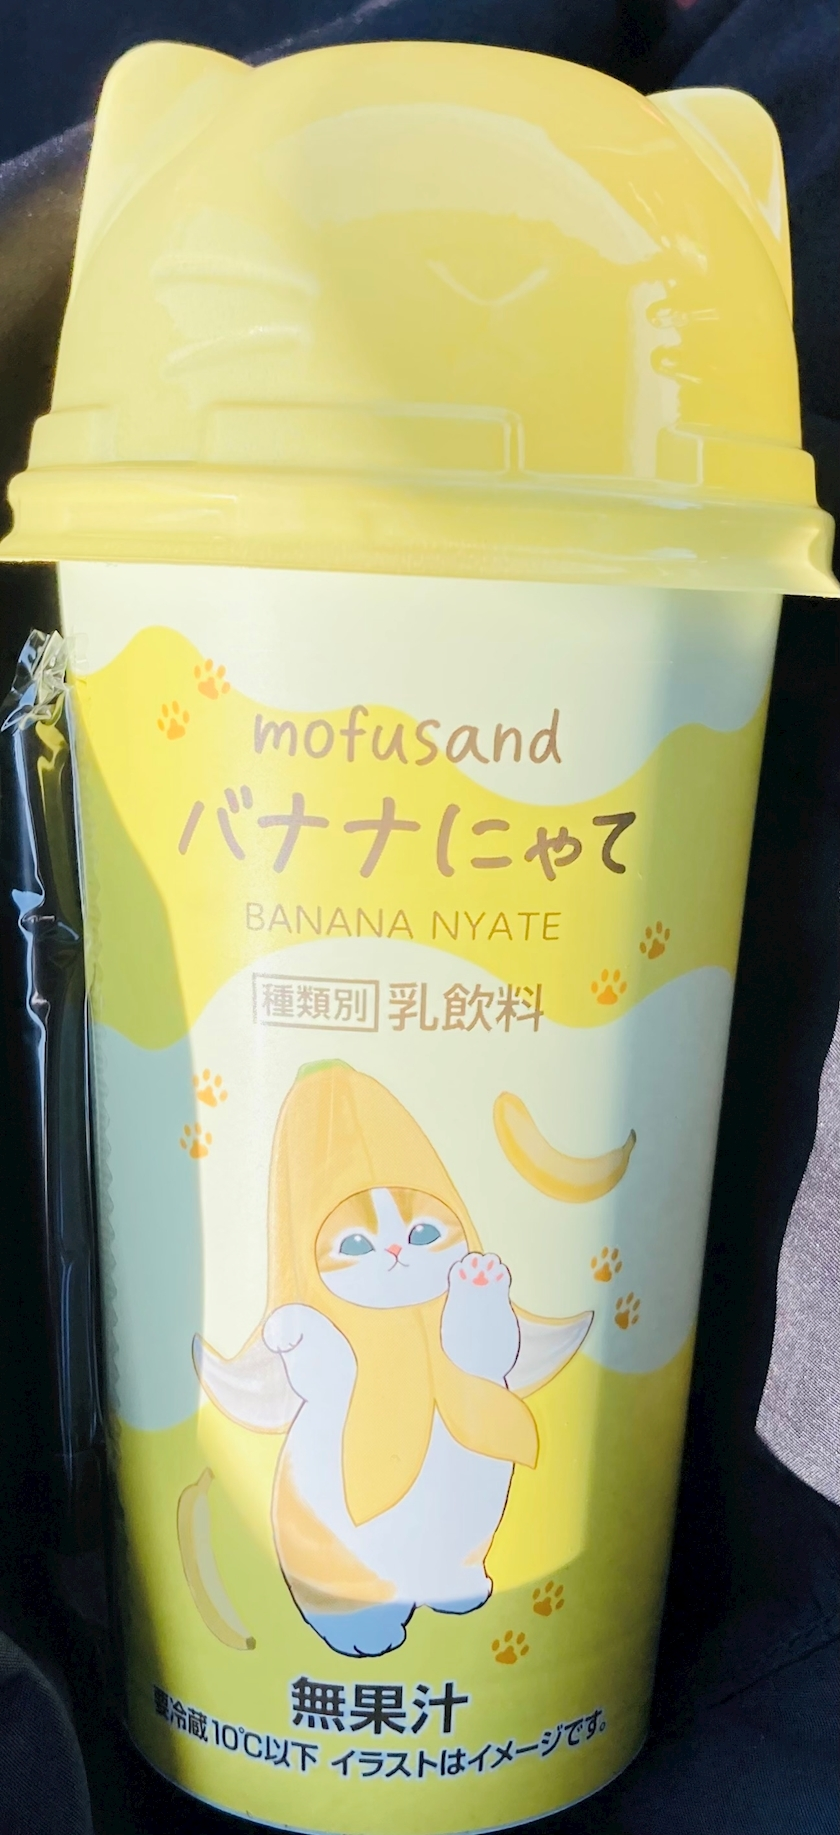 mofusand
バナナにゃて
BANANA NYATE
種類別 乳飲料
無果汁
要冷蔵10℃以下 イラストはイメージです。